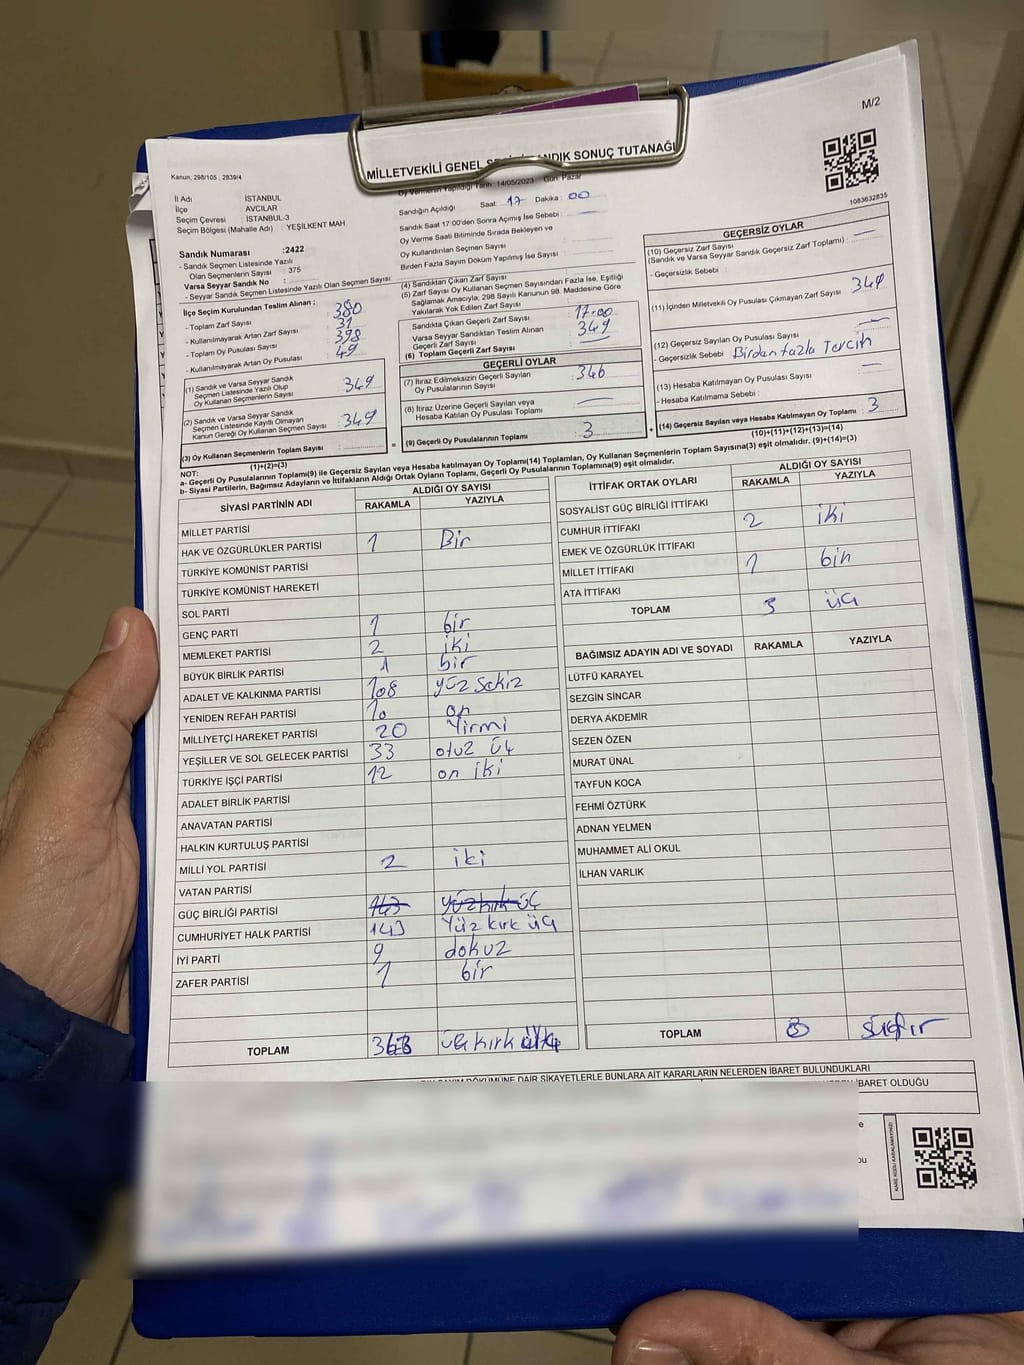 M/2
MİLLETVEKİLİ GENEL SANDIK SONUÇ TUTANAĞI
Kanun; 298/105 , 2839/4
1083632835
Oy Vermenin Yapıldığı Tarih : 14/05/2023 Gün: Pazar
İl Adı : İSTANBUL
İlçe : AVCILAR
Seçim Çevresi : İSTANBUL-3
Seçim Bölgesi (Mahalle Adı) : YEŞİLKENT MAH
Sandık Numarası :2422
- Sandık Seçmen Listesinde Yazılı
Olan Seçmenlerin Sayısı : 375
Varsa Seyyar Sandık No :
- Seyyar Sandık Seçmen Listesinde Yazılı Olan Seçmen Sayısı:
İlçe Seçim Kurulundan Teslim Alınan ;
- Toplam Zarf Sayısı : 380
- Kullanılmayarak Artan Zarf Sayısı : 31
- Toplam Oy Pusulası Sayısı : 398
- Kullanılmayarak Artan Oy Pusulası : 49
(1) Sandık ve Varsa Seyyar Sandık
Seçmen Listesinde Yazılı Olup
Oy Kullanan Seçmenlerin Sayısı : 349
(2) Sandık ve Varsa Seyyar Sandık
Seçmen Listesinde Kayıtlı Olmayan
Kanun Gereği Oy Kullanan Seçmen Sayısı : 349
(3) Oy Kullanan Seçmenlerin Toplam Sayısı :
(1)+(2)=(3)
Sandığın Açıldığı Saat 17 Dakika : 00
Sandık Saat 17:00'den Sonra Açımış İse Sebebi :
Oy Verme Saati Bitiminde Sırada Bekleyen ve
Oy Kullandırılan Seçmen Sayısı :
Birden Fazla Sayım Döküm Yapılmış İse Sayısı :
(4) Sandıktan Çıkan Zarf Sayısı
(5) Zarf Sayısı Oy Kullanan Seçmen Sayısından Fazla İse, Eşitliği
Sağlamak Amacıyla, 298 Sayılı Kanunun 98. Maddesine Göre
Yakılarak Yok Edilen Zarf Sayısı :
Sandıkta Çıkan Geçerli Zarf Sayısı : 17.00
Varsa Seyyar Sandıktan Teslim Alınan
Geçerli Zarf Sayısı : 349
(6) Toplam Geçerli Zarf Sayısı :
GEÇERLİ OYLAR
(7) İtiraz Edilmeksizin Geçerli Sayılan
Oy Pusulalarının Sayısı : 346
(8) İtiraz Üzerine Geçerli Sayılan veya
Hesaba Katılan Oy Pusulası Toplamı :
(9) Geçerli Oy Pusulalarının Toplamı : 3
GEÇERSİZ OYLAR
(10) Geçersiz Zarf Sayısı
(Sandık ve Varsa Seyyar Sandık Geçersiz Zarf Toplamı) :
- Geçersizlik Sebebi :
(11) İçinden Milletvekili Oy Pusulası Çıkmayan Zarf Sayısı : 349
(12) Geçersiz Sayılan Oy Pusulası Sayısı :
- Geçersizlik Sebebi : Birden fazla Tercih
(13) Hesaba Katılmayan Oy Pusulası Sayısı :
- Hesaba Katılmama Sebebi :
(14) Geçersiz Sayılan veya Hesaba Katılmayan Oy Toplamı : 3
(10)+(11)+(12)+(13)=(14)
NOT:
a- Geçerli Oy Pusulalarının Toplamı(9) ile Geçersiz Sayılan veya Hesaba katılmayan Oy Toplamı(14) Toplamları, Oy Kullanan Seçmenlerin Toplam Sayısına(3) eşit olmalıdır. (9)+(14)=(3)
b- Siyasi Partilerin, Bağımsız Adayların ve İttifakların Aldığı Ortak Oyların Toplamı, Geçerli Oy Pusulalarının Toplamına(9) eşit olmalıdır.
SİYASİ PARTİNİN ADI ALDIĞI OY SAYISI
RAKAMLA YAZIYLA
MİLLET PARTİSİ
HAK VE ÖZGÜRLÜKLER PARTİSİ 1 Bir
TÜRKİYE KOMÜNİST PARTİSİ
TÜRKİYE KOMÜNİST HAREKETİ
SOL PARTİ
GENÇ PARTİ 1 bir
MEMLEKET PARTİSİ 2 iki
BÜYÜK BİRLİK PARTİSİ 1 bir
ADALET VE KALKINMA PARTİSİ 108 yüz sekiz
YENİDEN REFAH PARTİSİ 10 on
MİLLİYETÇİ HAREKET PARTİSİ 20 Yirmi
YEŞİLLER VE SOL GELECEK PARTİSİ 33 otuz üç
TÜRKİYE İŞÇİ PARTİSİ 12 on iki
ADALET BİRLİK PARTİSİ
ANAVATAN PARTİSİ
HALKIN KURTULUŞ PARTİSİ
MİLLİ YOL PARTİSİ 2 iki
VATAN PARTİSİ
GÜÇ BİRLİĞİ PARTİSİ 143 yüz kırk üç
CUMHURİYET HALK PARTİSİ 143 Yüz kırk üç
İYİ PARTİ 9 dokuz
ZAFER PARTİSİ 1 bir
TOPLAM üç kırk
İTTİFAK ORTAK OYLARI ALDIĞI OY SAYISI
RAKAMLA YAZIYLA
SOSYALİST GÜÇ BİRLİĞİ İTTİFAKI
CUMHUR İTTİFAKI 2 iki
EMEK VE ÖZGÜRLÜK İTTİFAKI
MİLLET İTTİFAKI 1 bir
ATA İTTİFAKI
TOPLAM 3 üç
BAĞIMSIZ ADAYIN ADI VE SOYADI RAKAMLA YAZIYLA
LÜTFÜ KARAYEL
SEZGİN SİNCAR
DERYA AKDEMİR
SEZEN ÖZEN
MURAT ÜNAL
TAYFUN KOCA
FEHMİ ÖZTÜRK
ADNAN YELMEN
MUHAMMET ALİ OKUL
İLHAN VARLIK
TOPLAM sıfır
DÖKÜMÜNE DAİR ŞİKAYETLERLE BUNLARA AİT KARARLARIN NELERDEN İBARET BULUNDUKLARI
İBARET OLDUĞU
KARE KODU KARALAMAYINIZ!